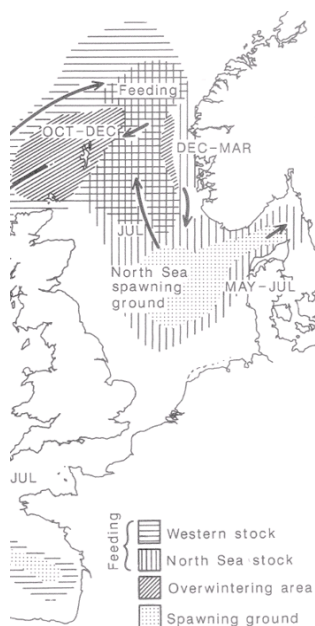 Feeding
OCT-DEC
DEC-MAR
JUL
North Sea
spawning
ground
MAY-JUL
JUL
Feeding
Western stock
North Sea stock
Overwintering area
Spawning ground